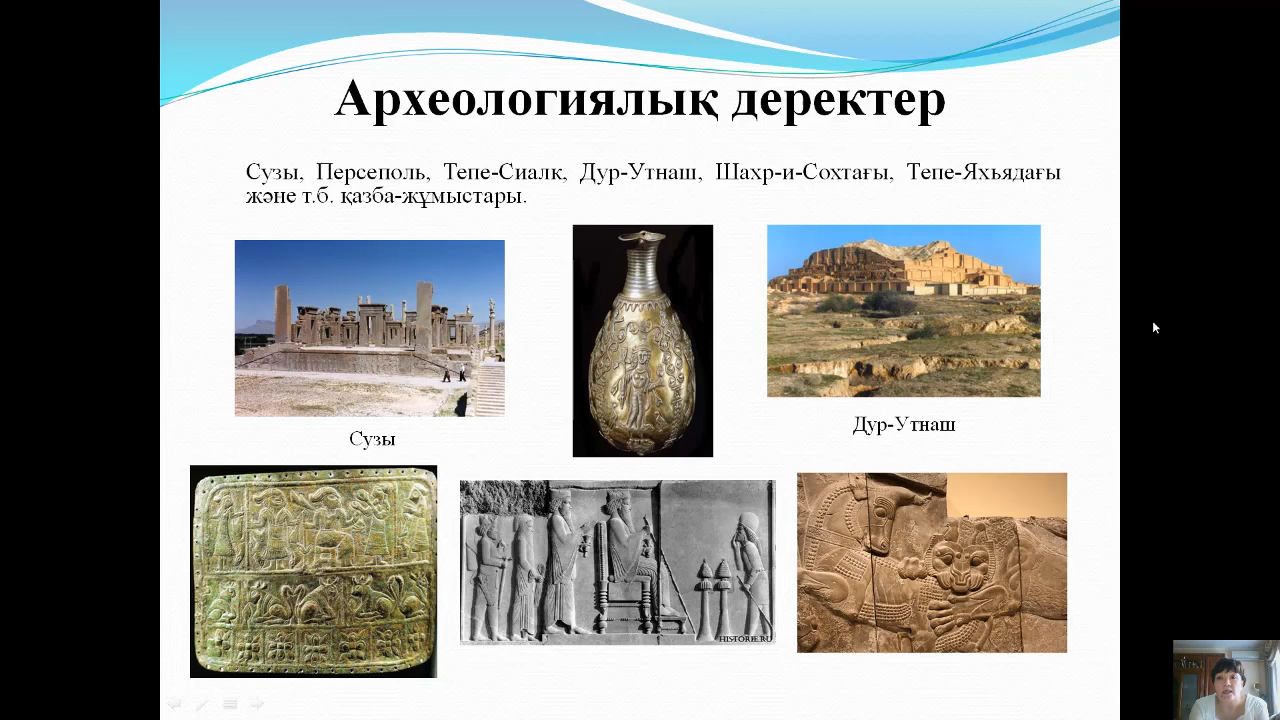 Археологиялық деректер
Сузы, Персеполь, Тепе-Сиалк, Дур-Утнаш, Шахр-и-Сохтағы, Тепе-Яхьядағы
және т.б. қазба-жұмыстары.
Сузы
Дур-Утнаш
HISTORIE.RU